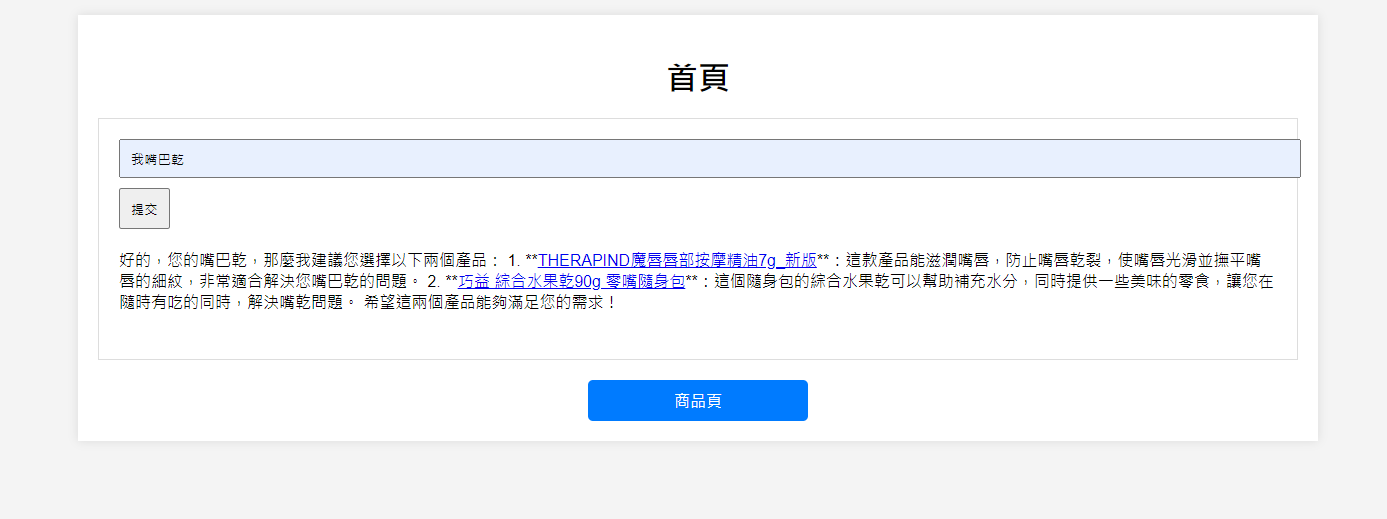 首頁
我嘴巴乾
提交
好的，您的嘴巴乾，那麼我建議您選擇以下兩個產品： 1. **THERAPIND魔唇唇部按摩精油7g_新版**：這款產品能滋潤嘴唇，防止嘴唇乾裂，使嘴唇光滑並撫平嘴
唇的細紋，非常適合解決您嘴巴乾的問題。 2. **巧益 綜合水果乾90g 零嘴隨身包**：這個隨身包的綜合水果乾可以幫助補充水分，同時提供一些美味的零食，讓您在
隨時有吃的同時，解決嘴乾問題。 希望這兩個產品能夠滿足您的需求！
商品頁